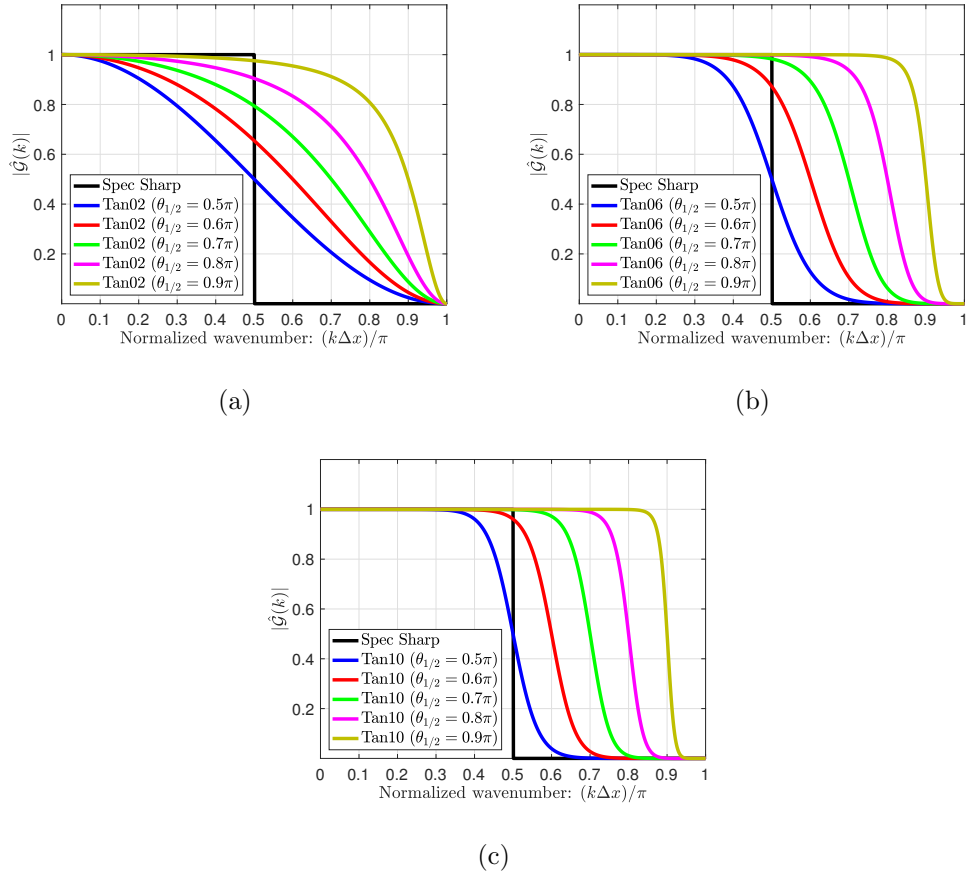 1
0.8
0.6
0.4
0.2
|𝒢̂(k)|
Spec Sharp
Tan02 (θ₁/₂ = 0.5π)
Tan02 (θ₁/₂ = 0.6π)
Tan02 (θ₁/₂ = 0.7π)
Tan02 (θ₁/₂ = 0.8π)
Tan02 (θ₁/₂ = 0.9π)
0 0.1 0.2 0.3 0.4 0.5 0.6 0.7 0.8 0.9 1
Normalized wavenumber: (kΔx)/π
(a)
1
0.8
0.6
0.4
0.2
|𝒢̂(k)|
Spec Sharp
Tan06 (θ₁/₂ = 0.5π)
Tan06 (θ₁/₂ = 0.6π)
Tan06 (θ₁/₂ = 0.7π)
Tan06 (θ₁/₂ = 0.8π)
Tan06 (θ₁/₂ = 0.9π)
0 0.1 0.2 0.3 0.4 0.5 0.6 0.7 0.8 0.9 1
Normalized wavenumber: (kΔx)/π
(b)
1
0.8
0.6
0.4
0.2
|𝒢̂(k)|
Spec Sharp
Tan10 (θ₁/₂ = 0.5π)
Tan10 (θ₁/₂ = 0.6π)
Tan10 (θ₁/₂ = 0.7π)
Tan10 (θ₁/₂ = 0.8π)
Tan10 (θ₁/₂ = 0.9π)
0 0.1 0.2 0.3 0.4 0.5 0.6 0.7 0.8 0.9 1
Normalized wavenumber: (kΔx)/π
(c)